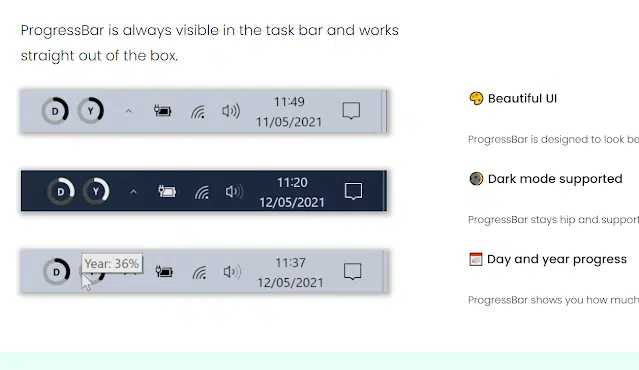 ProgressBar is always visible in the task bar and works
straight out of the box.
D Y 11:49
11/05/2021
D Y 11:20
12/05/2021
D Year: 36% 11:37
12/05/2021
Beautiful UI
ProgressBar is designed to look be
Dark mode supported
ProgressBar stays hip and support
Day and year progress
ProgressBar shows you how much